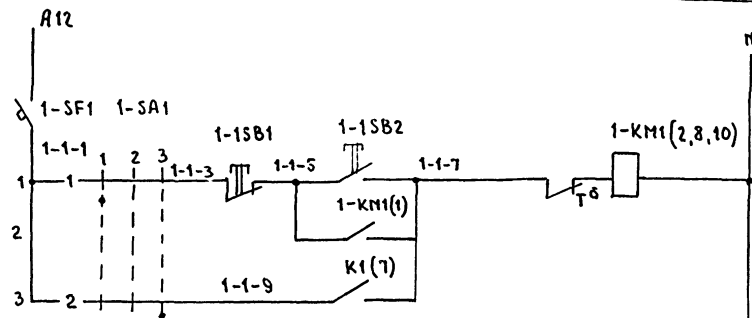 A12
N
1-SF1 1-SA1
1-1SB1
1-1SB2
1-KM1(2,8,10)
1-1-1
1 2 3
1-1-3
1-1-5
1-1-7
1
1
T°
1-KM1(1)
2
K1(7)
1-1-9
3
2